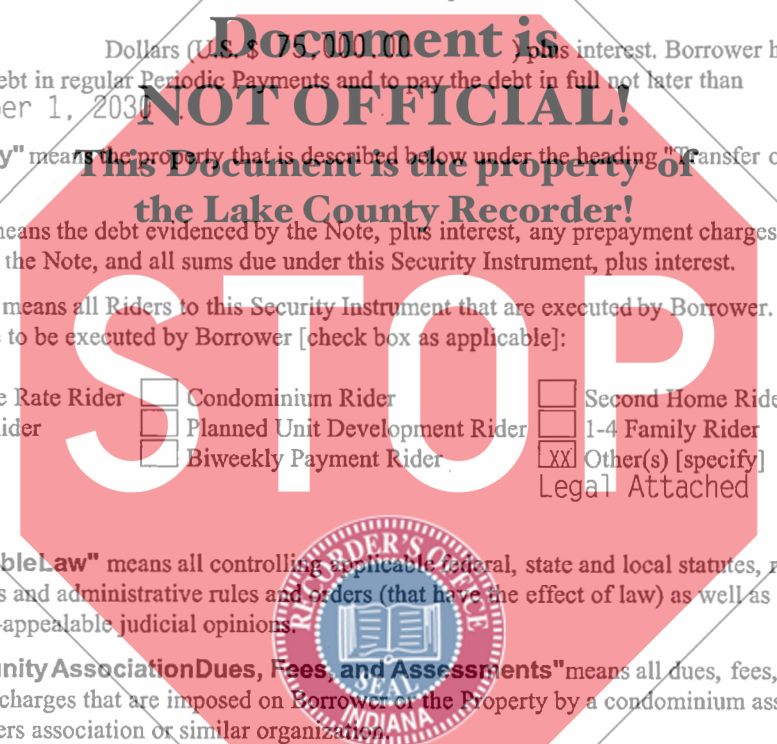 Document is
NOT OFFICIAL!
This Document is the property of
the Lake County Recorder!
STOP
Dollars (U.S. $ 75,000.00 ) plus interest. Borrower h
ebt in regular Periodic Payments and to pay the debt in full not later than
er 1, 2030 .
y" means the property that is described below under the heading "Transfer o
means the debt evidenced by the Note, plus interest, any prepayment charges
the Note, and all sums due under this Security Instrument, plus interest.
means all Riders to this Security Instrument that are executed by Borrower.
to be executed by Borrower [check box as applicable]:
e Rate Rider Condominium Rider Second Home Ride
ider Planned Unit Development Rider 1-4 Family Rider
Biweekly Payment Rider XX Other(s) [specify]
Legal Attached
bleLaw" means all controlling applicable federal, state and local statutes, r
s and administrative rules and orders (that have the effect of law) as well as
-appealable judicial opinions.
nity AssociationDues, Fees, and Assessments"means all dues, fees,
charges that are imposed on Borrower or the Property by a condominium ass
ers association or similar organization.
RECORDER'S OFFICE
SEAL
INDIANA